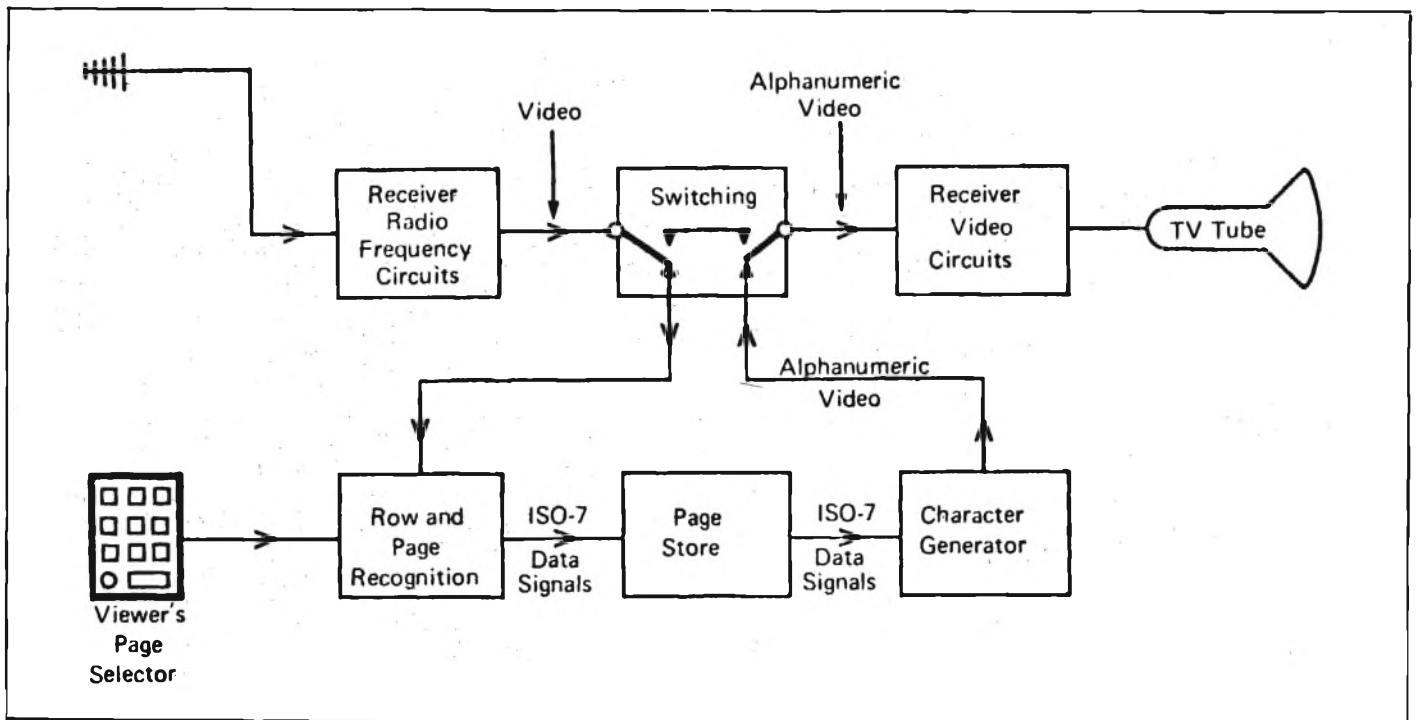 Video
Alphanumeric
Video
Receiver
Radio
Frequency
Circuits
Switching
Receiver
Video
Circuits
TV Tube
Alphanumeric
Video
Viewer's
Page
Selector
Row and
Page
Recognition
ISO-7
Data
Signals
Page
Store
ISO-7
Data
Signals
Character
Generator